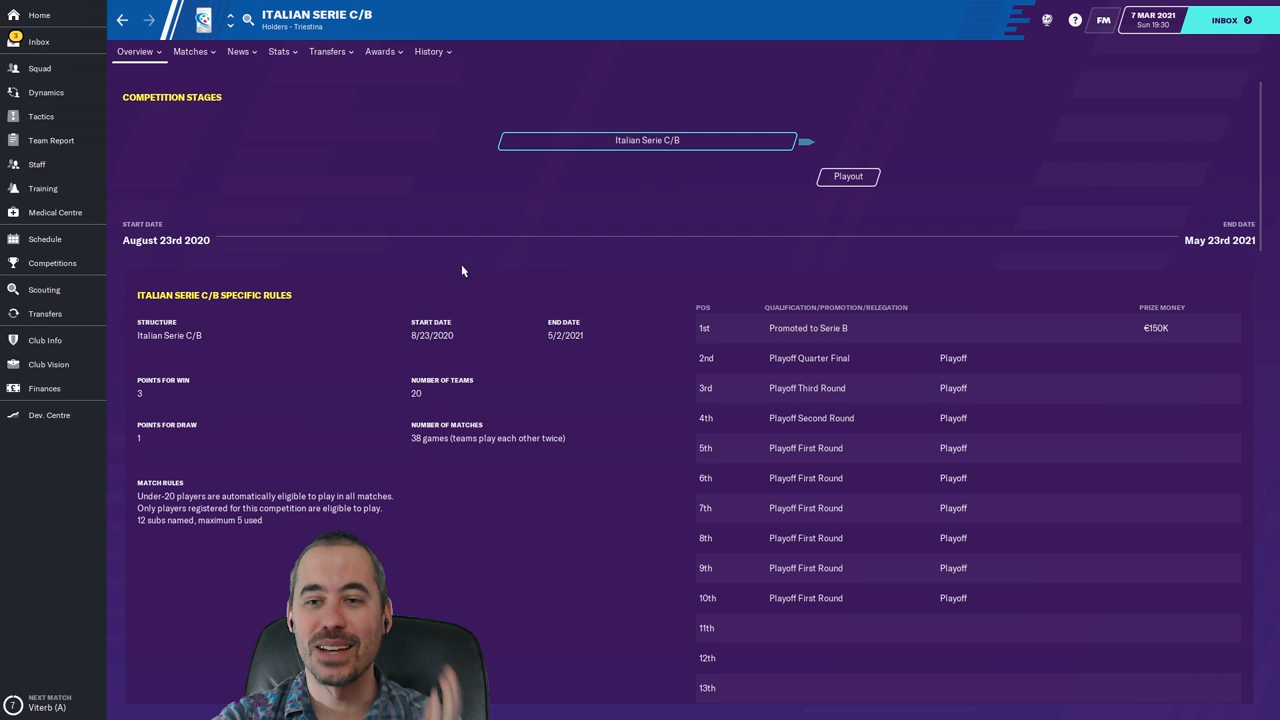 Home
3
Inbox
Squad
Dynamics
Tactics
Team Report
Staff
Training
Medical Centre
Schedule
Competitions
Scouting
Transfers
Club Info
Club Vision
Finances
Dev. Centre
7
NEXT MATCH
Viterb (A)
ITALIAN SERIE C/B
Holders - Triestina
?
FM
7 MAR 2021
Sun 19:30
INBOX
Overview
Matches
News
Stats
Transfers
Awards
History
COMPETITION STAGES
Italian Serie C/B
Playout
START DATE
August 23rd 2020
END DATE
May 23rd 2021
ITALIAN SERIE C/B SPECIFIC RULES
STRUCTURE
Italian Serie C/B
START DATE
8/23/2020
END DATE
5/2/2021
POINTS FOR WIN
3
NUMBER OF TEAMS
20
POINTS FOR DRAW
1
NUMBER OF MATCHES
38 games (teams play each other twice)
MATCH RULES
Under-20 players are automatically eligible to play in all matches.
Only players registered for this competition are eligible to play.
12 subs named, maximum 5 used
POS QUALIFICATION/PROMOTION/RELEGATION PRIZE MONEY
1st Promoted to Serie B €150K
2nd Playoff Quarter Final Playoff
3rd Playoff Third Round Playoff
4th Playoff Second Round Playoff
5th Playoff First Round Playoff
6th Playoff First Round Playoff
7th Playoff First Round Playoff
8th Playoff First Round Playoff
9th Playoff First Round Playoff
10th Playoff First Round Playoff
11th
12th
13th